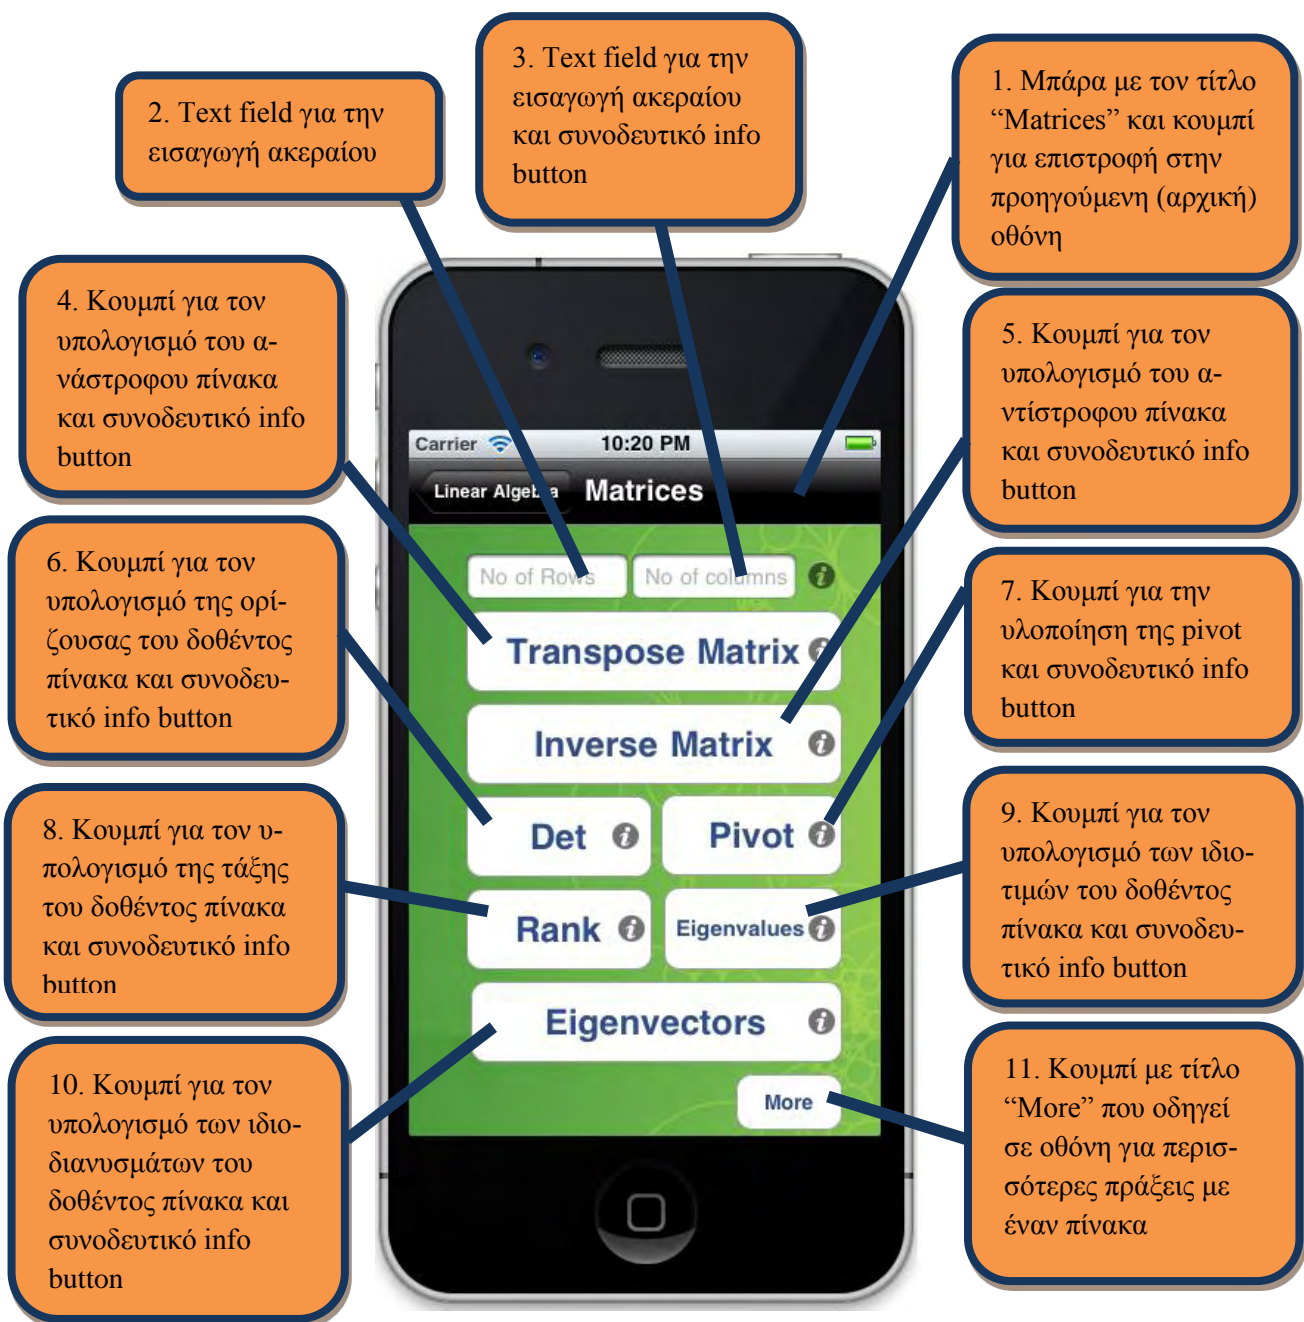 3. Text field για την
εισαγωγή ακεραίου
και συνοδευτικό info
button
2. Text field για την
εισαγωγή ακεραίου
1. Μπάρα με τον τίτλο
“Matrices” και κουμπί
για επιστροφή στην
προηγούμενη (αρχική)
οθόνη
4. Κουμπί για τον
υπολογισμό του α-
νάστροφου πίνακα
και συνοδευτικό info
button
5. Κουμπί για τον
υπολογισμό του α-
ντίστροφου πίνακα
και συνοδευτικό info
button
6. Κουμπί για τον
υπολογισμό της ορί-
ζουσας του δοθέντος
πίνακα και συνοδευ-
τικό info button
7. Κουμπί για την
υλοποίηση της pivot
και συνοδευτικό info
button
8. Κουμπί για τον υ-
πολογισμό της τάξης
του δοθέντος πίνακα
και συνοδευτικό info
button
9. Κουμπί για τον
υπολογισμό των ιδιο-
τιμών του δοθέντος
πίνακα και συνοδευ-
τικό info button
10. Κουμπί για τον
υπολογισμό των ιδιο-
διανυσμάτων του
δοθέντος πίνακα και
συνοδευτικό info
button
11. Κουμπί με τίτλο
“More” που οδηγεί
σε οθόνη για περισ-
σότερες πράξεις με
έναν πίνακα
Carrier 10:20 PM
Linear Algebra Matrices
No of Rows No of columns i
Transpose Matrix i
Inverse Matrix i
Det i Pivot i
Rank i Eigenvalues i
Eigenvectors i
More